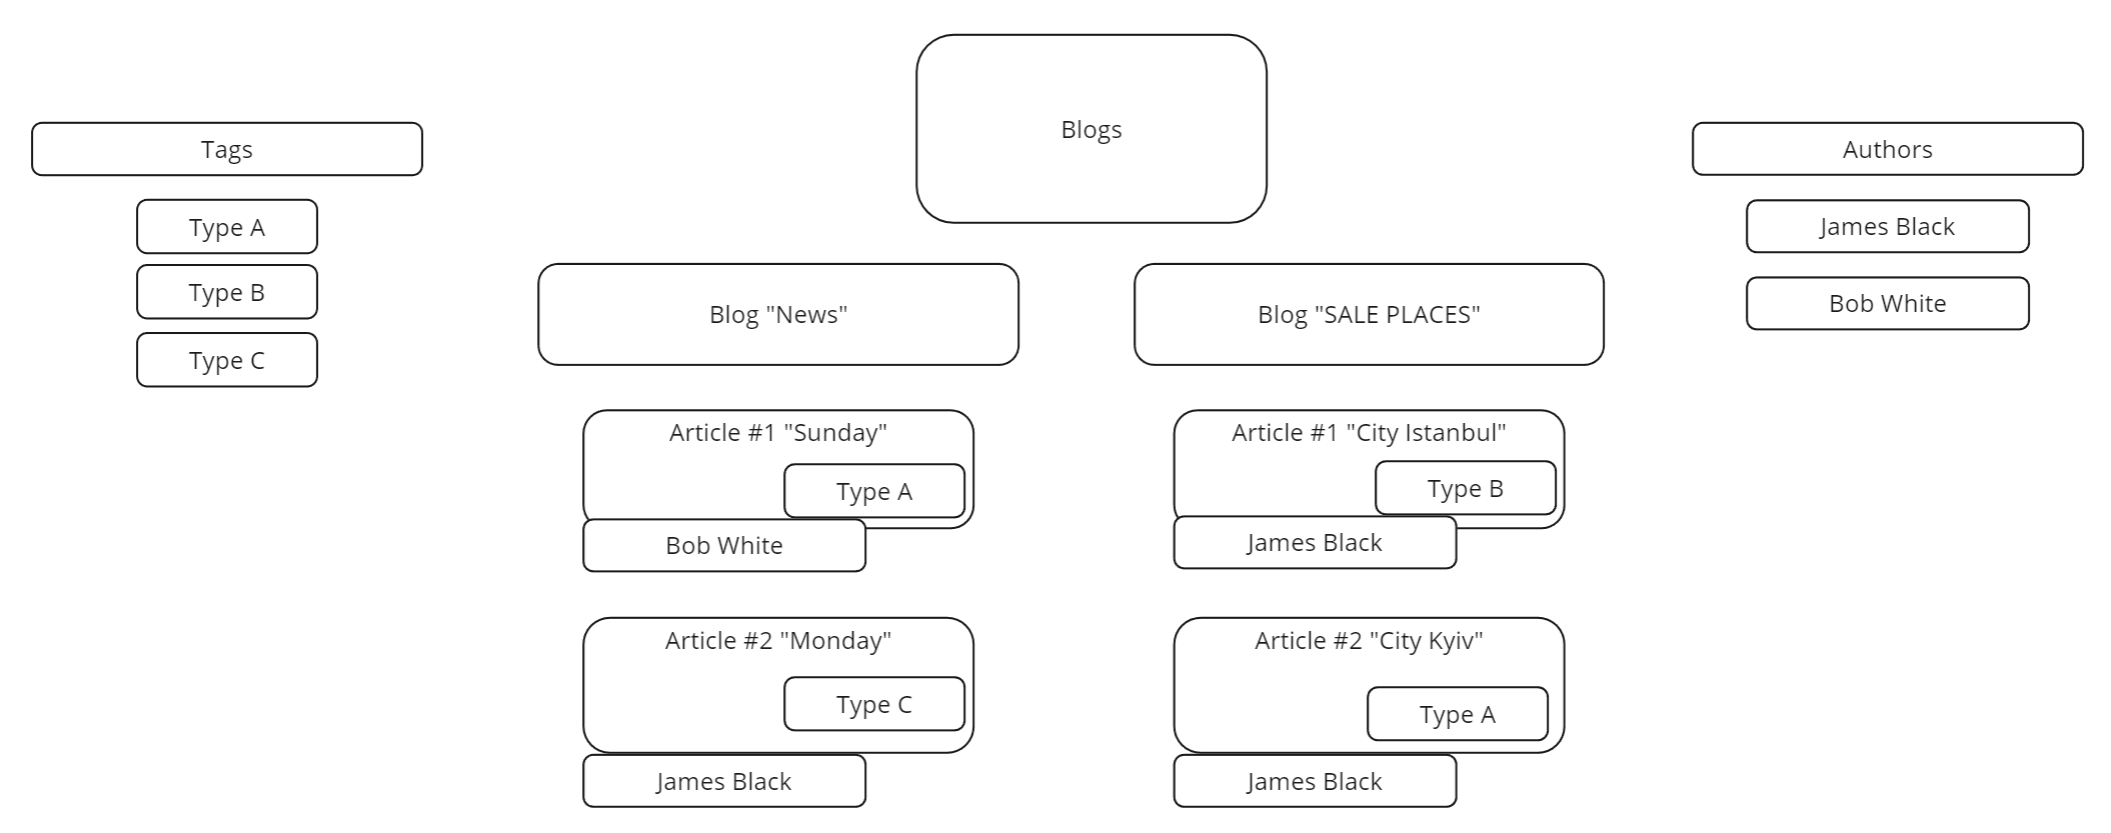 Blogs
Tags
Type A
Type B
Type C
Authors
James Black
Bob White
Blog "News"
Article #1 "Sunday"
Type A
Bob White
Article #2 "Monday"
Type C
James Black
Blog "SALE PLACES"
Article #1 "City Istanbul"
Type B
James Black
Article #2 "City Kyiv"
Type A
James Black